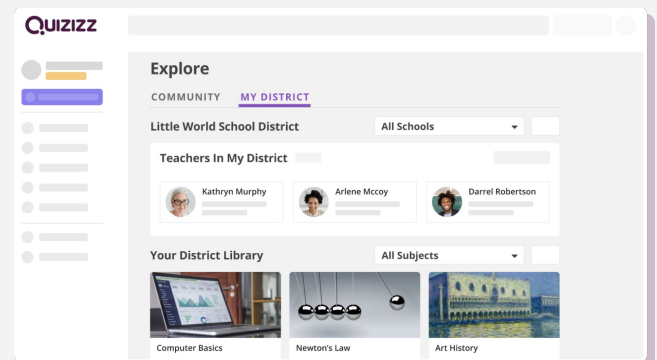 QUIZIZZ
Explore
COMMUNITY MY DISTRICT
Little World School District All Schools
Teachers In My District
Kathryn Murphy Arlene Mccoy Darrel Robertson
Your District Library All Subjects
Computer Basics Newton's Law Art History